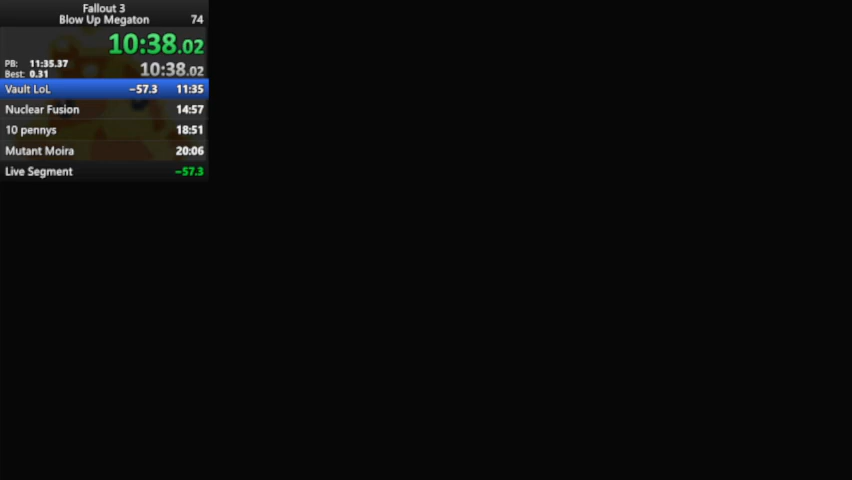 Fallout 3
Blow Up Megaton 74
10:38.02
PB: 11:35.37
Best: 0.31
10:38.02
Vault LoL -57.3 11:35
Nuclear Fusion 14:57
10 pennys 18:51
Mutant Moira 20:06
Live Segment -57.3